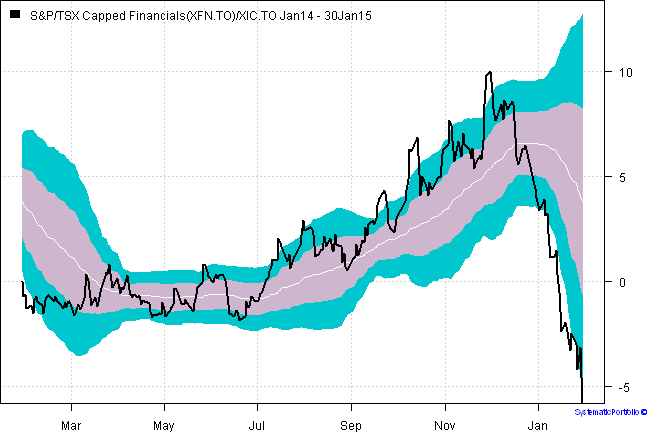 S&P/TSX Capped Financials(XFN.TO)/XIC.TO Jan14 - 30Jan15
10
5
0
-5
SystematicPortfolio ©
Mar May Jul Sep Nov Jan